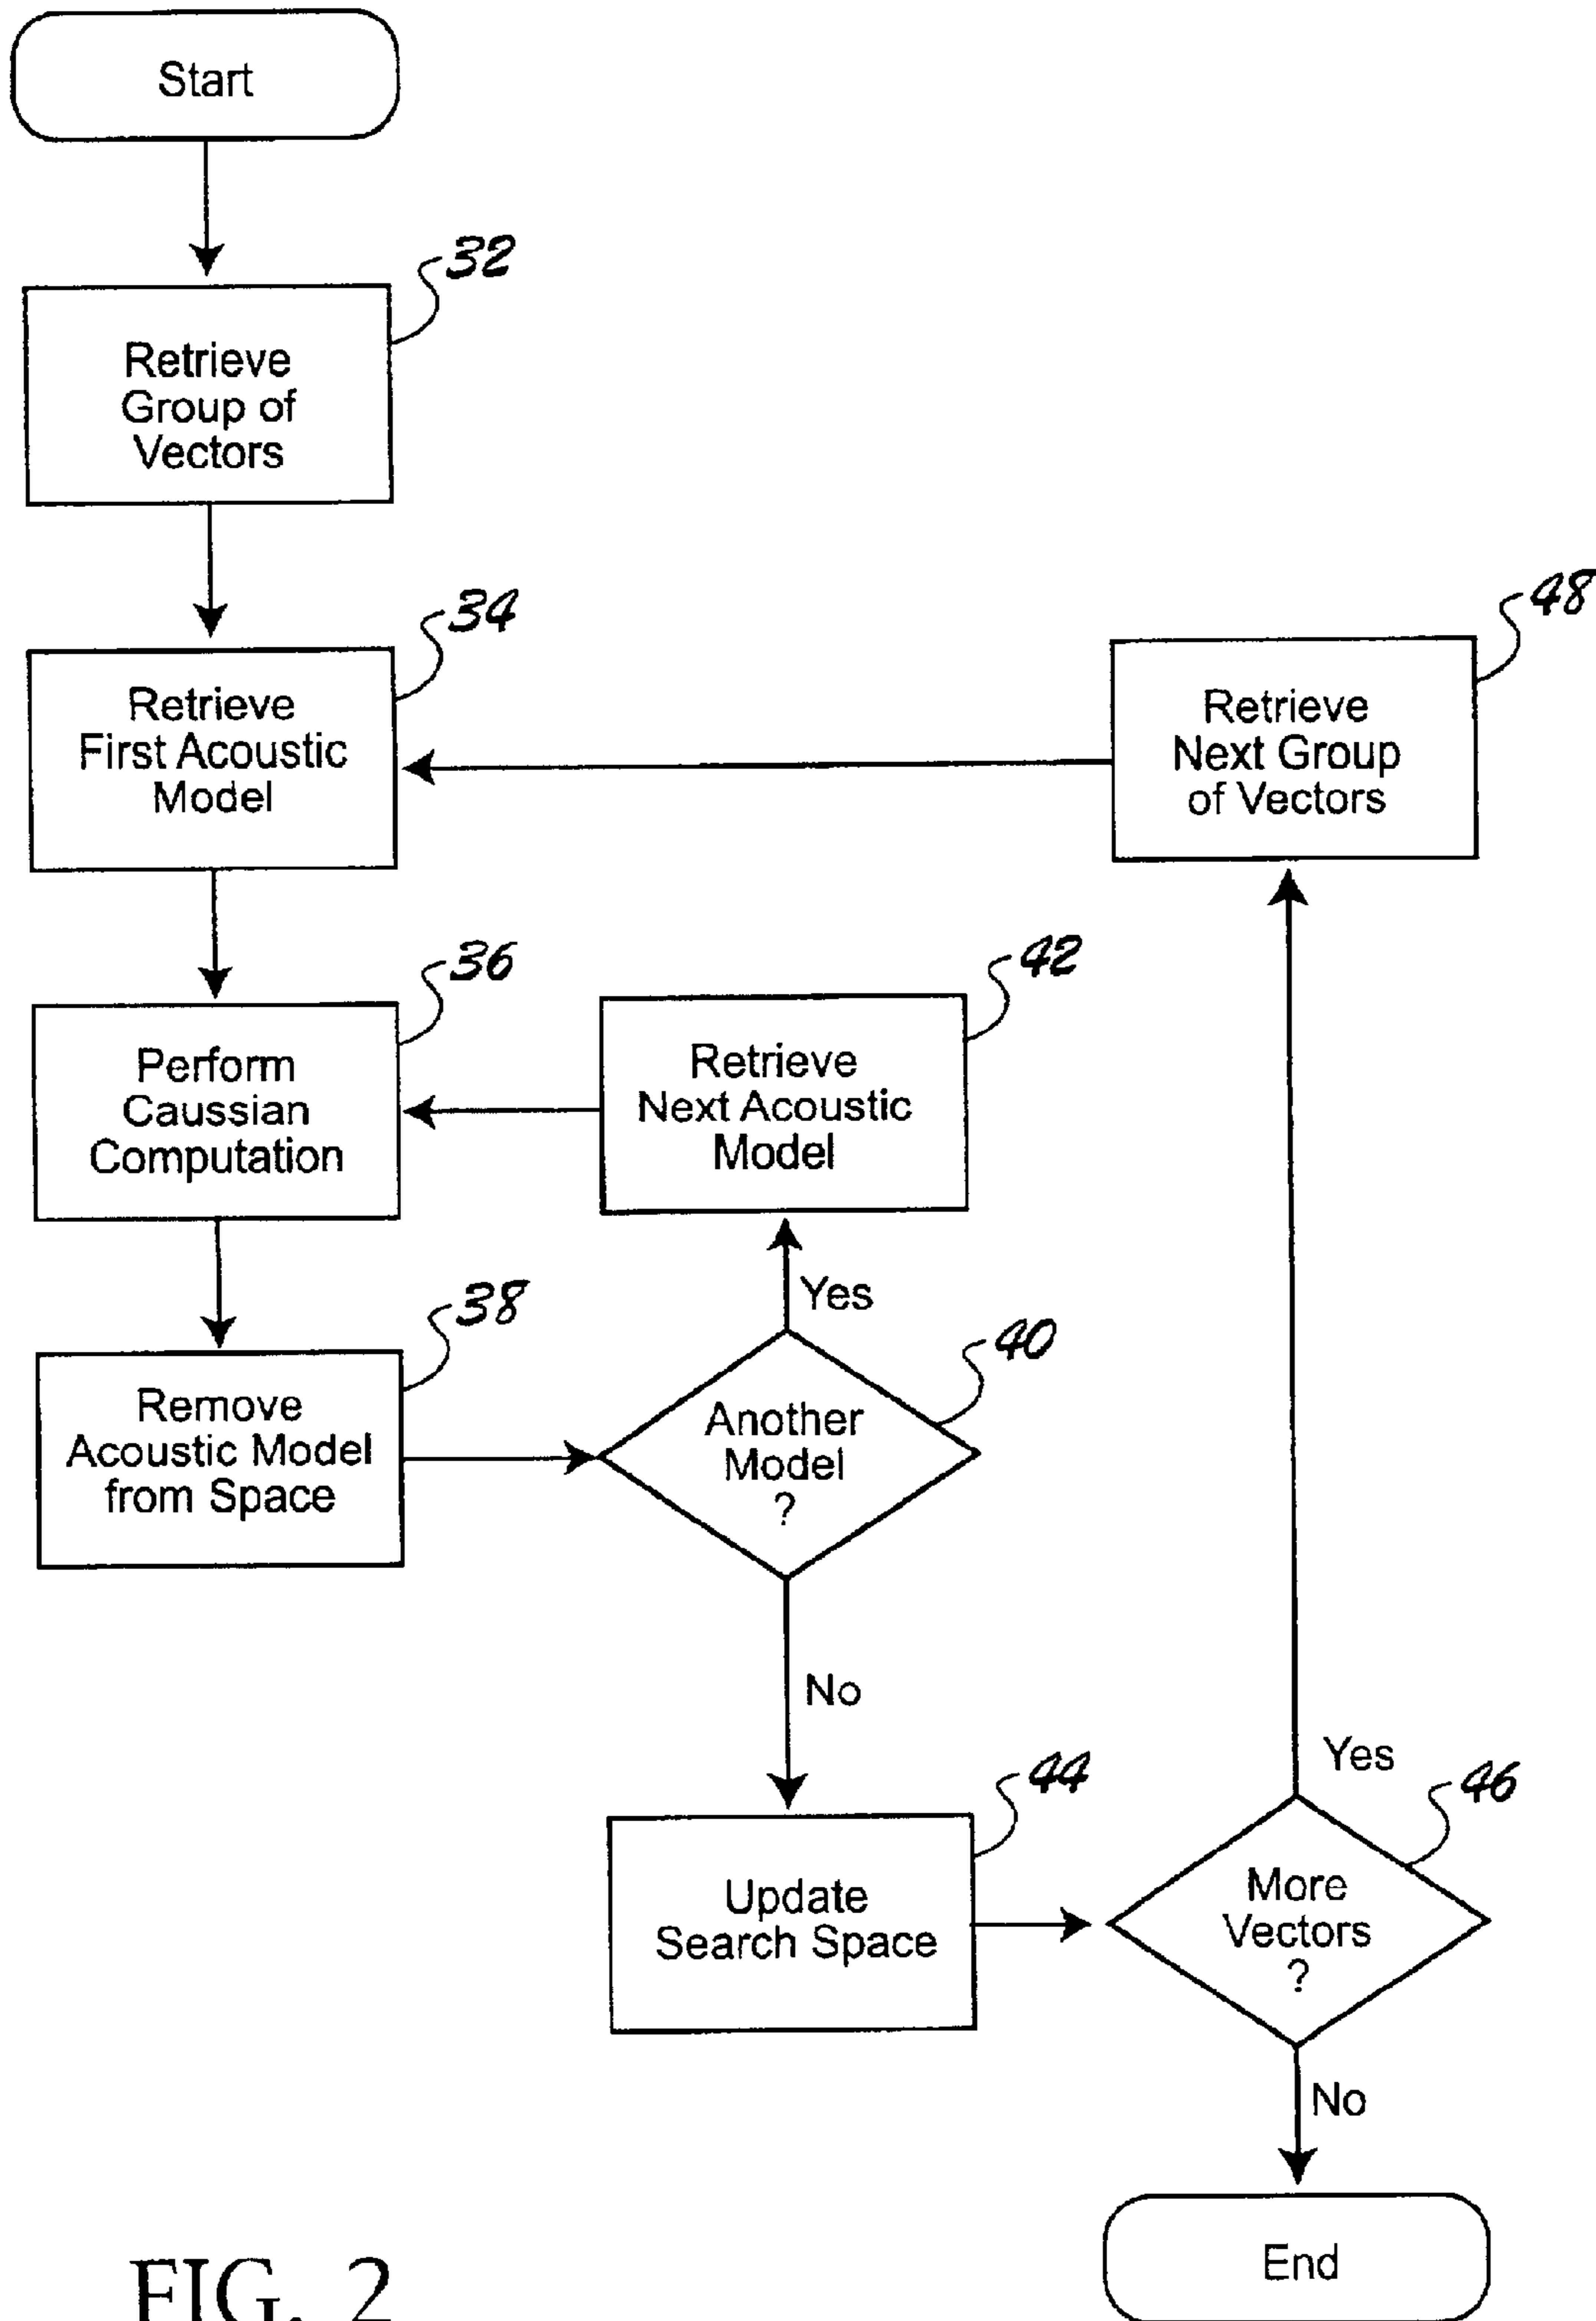 Start
32
Retrieve
Group of
Vectors
34
Retrieve
First Acoustic
Model
48
Retrieve
Next Group
of Vectors
36
Perform
Caussian
Computation
42
Retrieve
Next Acoustic
Model
Yes
38
Remove
Acoustic Model
from Space
40
Another
Model
?
No
44
Update
Search Space
Yes
46
More
Vectors
?
No
End
FIG. 2